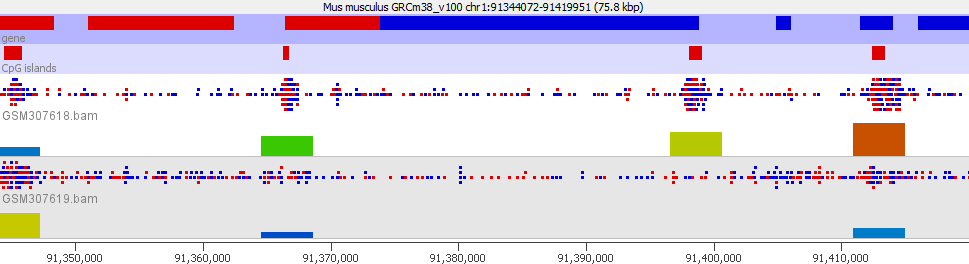 Mus musculus GRCm38_v100 chr1:91344072-91419951 (75.8 kbp)
gene
CpG islands
GSM307618.bam
GSM307619.bam
91,350,000 91,360,000 91,370,000 91,380,000 91,390,000 91,400,000 91,410,000